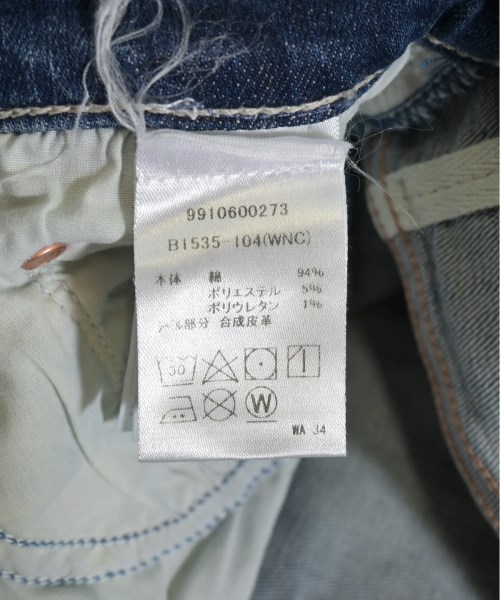 9910600273
B1535-104(WNC)
本体 綿 94%
ポリエステル 5%
ポリウレタン 1%
部分 合成皮革
30
W
WA 34